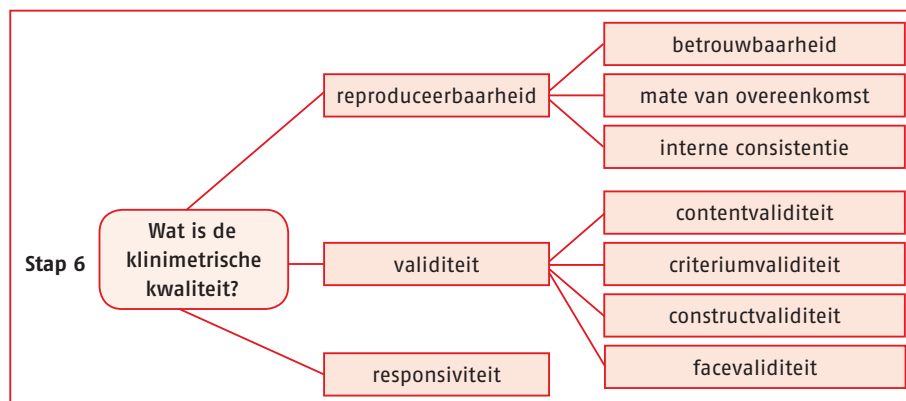 betrouwbaarheid
reproduceerbaarheid
mate van overeenkomst
interne consistentie
Stap 6
Wat is de
klinimetrische
kwaliteit?
contentvaliditeit
validiteit
criteriumvaliditeit
constructvaliditeit
facevaliditeit
responsiviteit